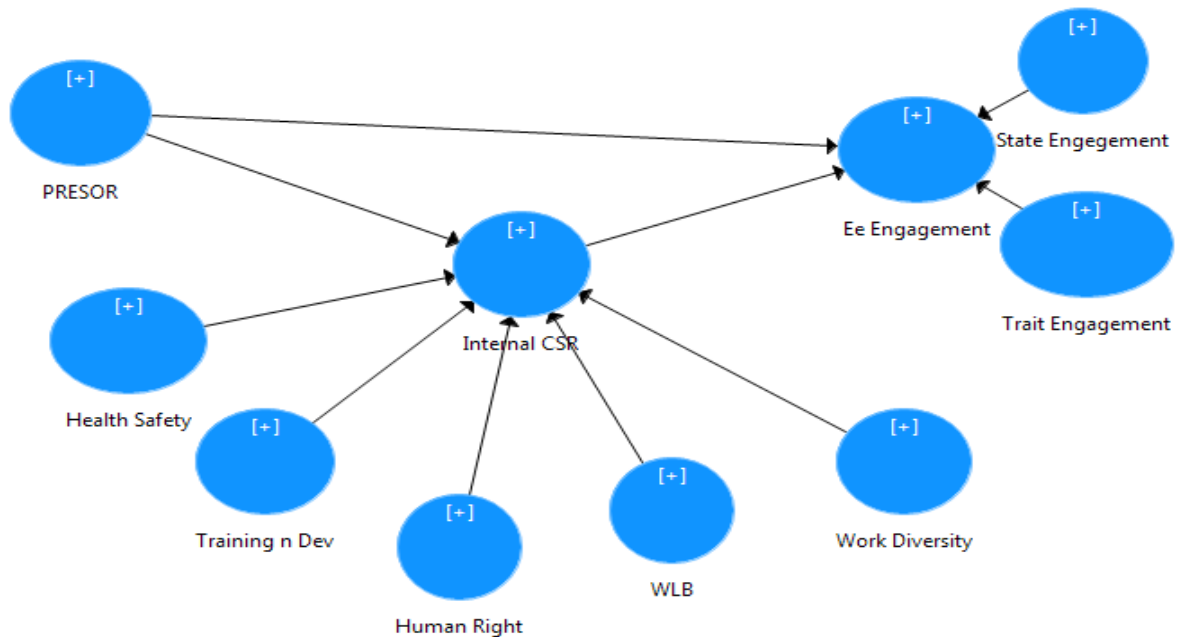 [+]
State Engegement
[+]
PRESOR
[+]
Ee Engagement
[+]
Trait Engagement
[+]
Internal CSR
[+]
Health Safety
[+]
Training n Dev
[+]
Human Right
[+]
WLB
[+]
Work Diversity